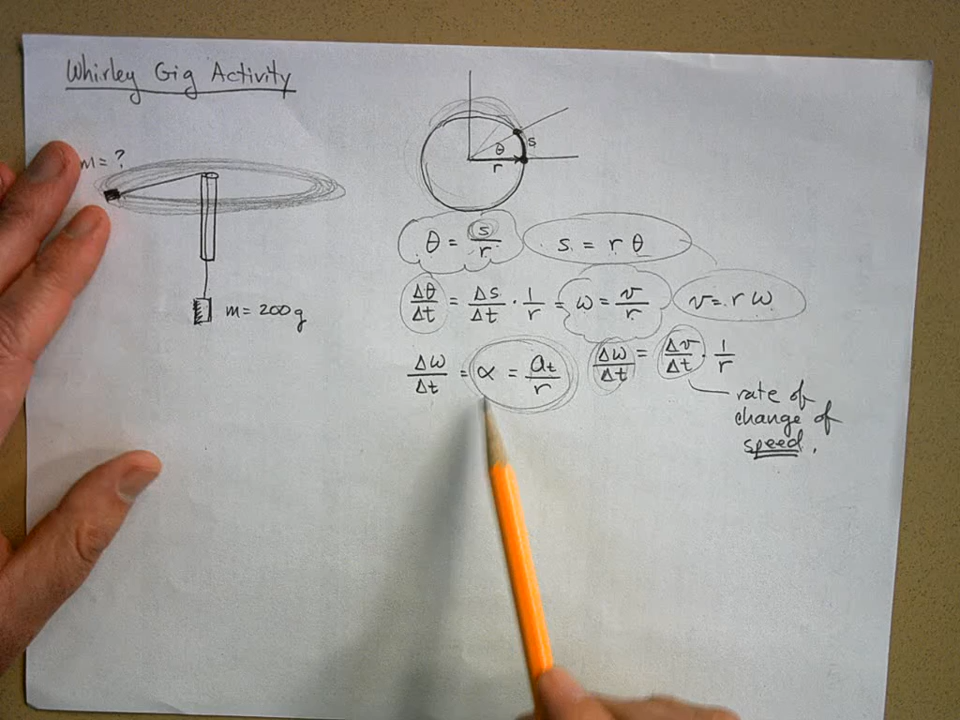 Whirley Gig Activity
m = ?
m = 200g
s
θ
r
θ = s/r
s = r θ
Δθ/Δt = Δs/Δt · 1/r = ω = v/r
v = r ω
Δω/Δt = α = at/r
Δω/Δt = Δv/Δt · 1/r
rate of
change of
speed.